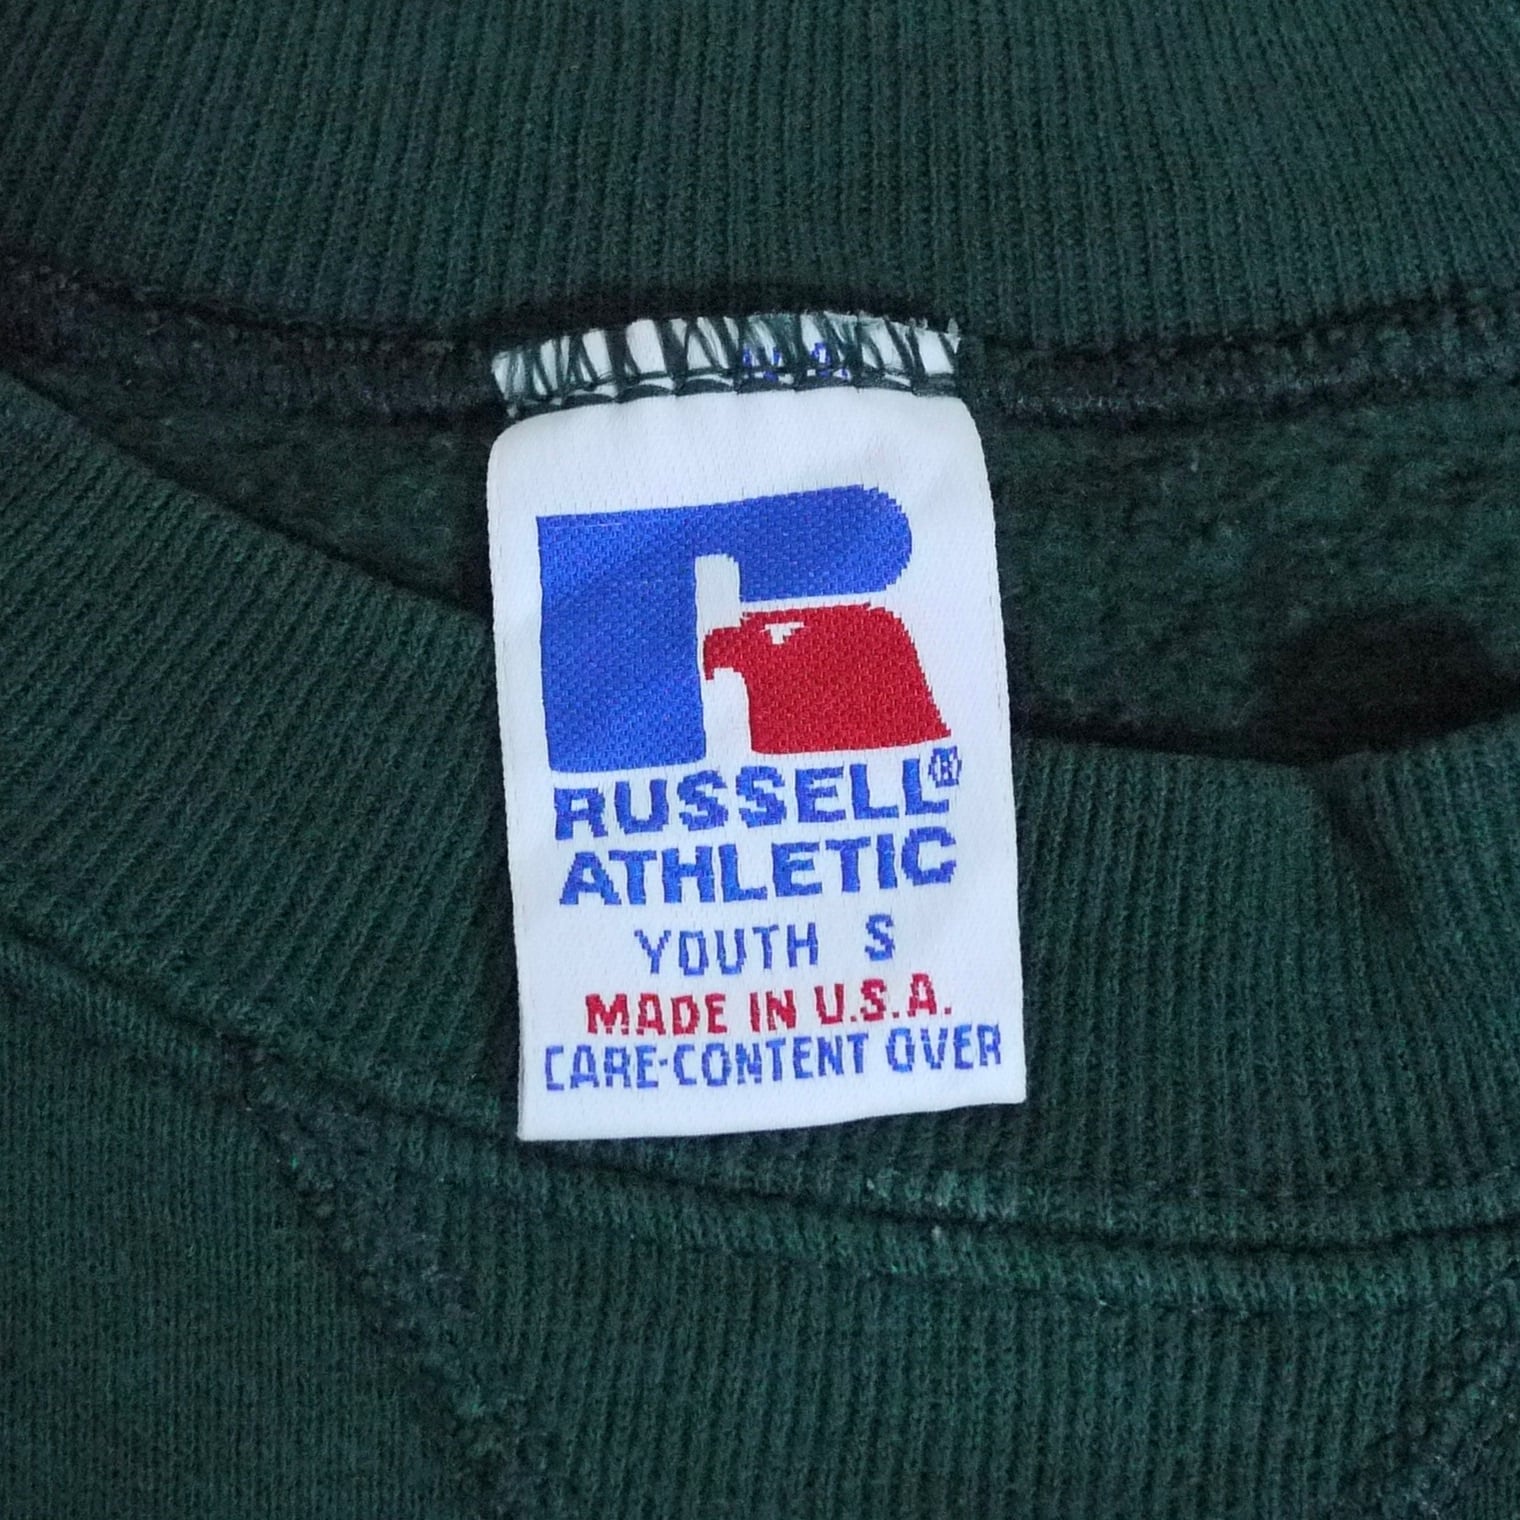 RUSSELL®
ATHLETIC
YOUTH S
MADE IN U.S.A.
CARE-CONTENT OVER